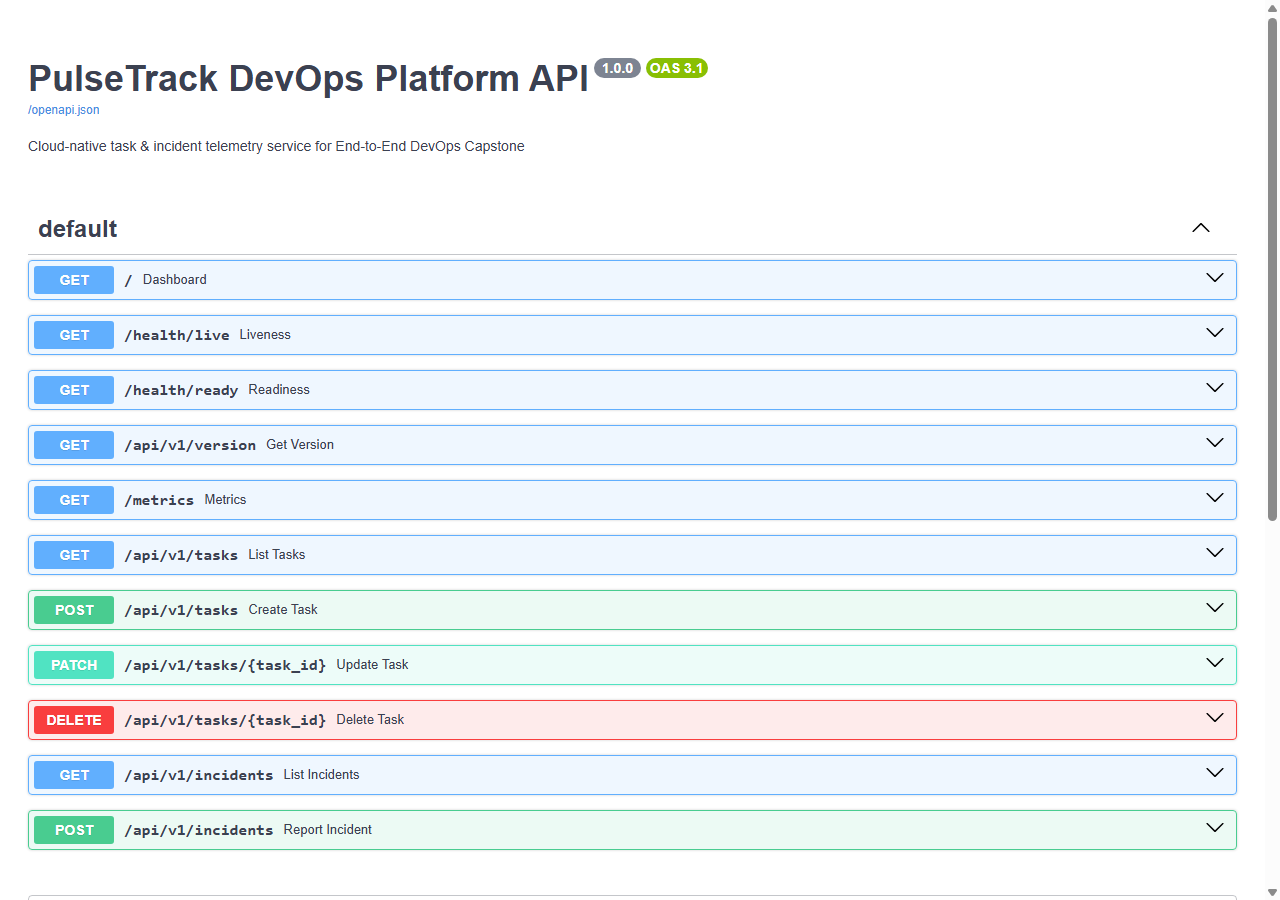 PulseTrack DevOps Platform API 1.0.0 OAS 3.1
/openapi.json
Cloud-native task & incident telemetry service for End-to-End DevOps Capstone
default
GET / Dashboard
GET /health/live Liveness
GET /health/ready Readiness
GET /api/v1/version Get Version
GET /metrics Metrics
GET /api/v1/tasks List Tasks
POST /api/v1/tasks Create Task
PATCH /api/v1/tasks/{task_id} Update Task
DELETE /api/v1/tasks/{task_id} Delete Task
GET /api/v1/incidents List Incidents
POST /api/v1/incidents Report Incident